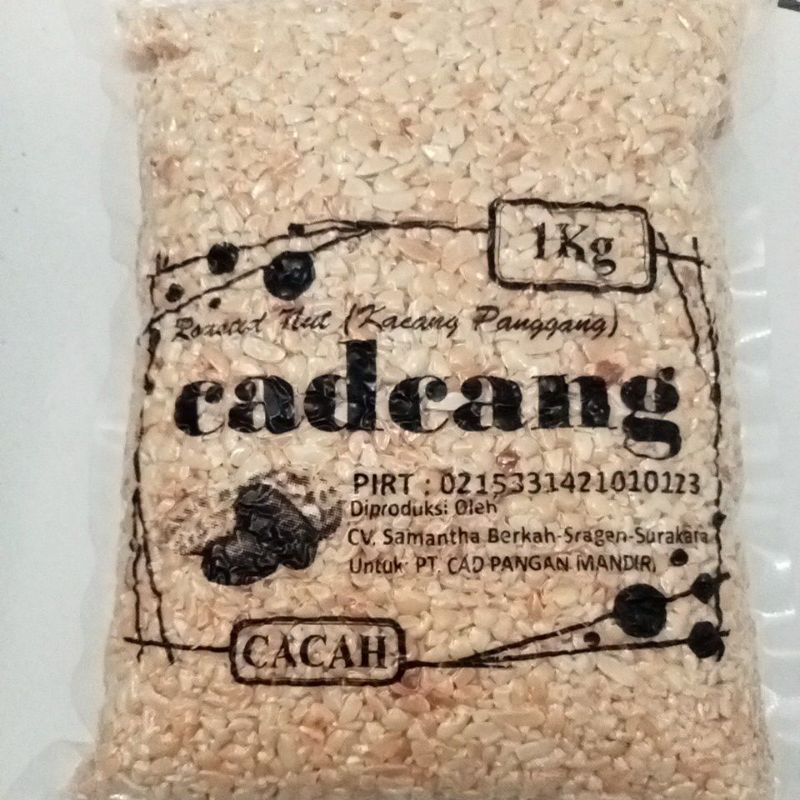 1Kg
Roasted Nut (Kacang Panggang)
cadcang
PIRT : 0215331421010123
Diproduksi Oleh
CV. Samantha Berkah-Sragen-Surakara
Untuk: PT. CAD PANGAN MANDIRI
CACAH